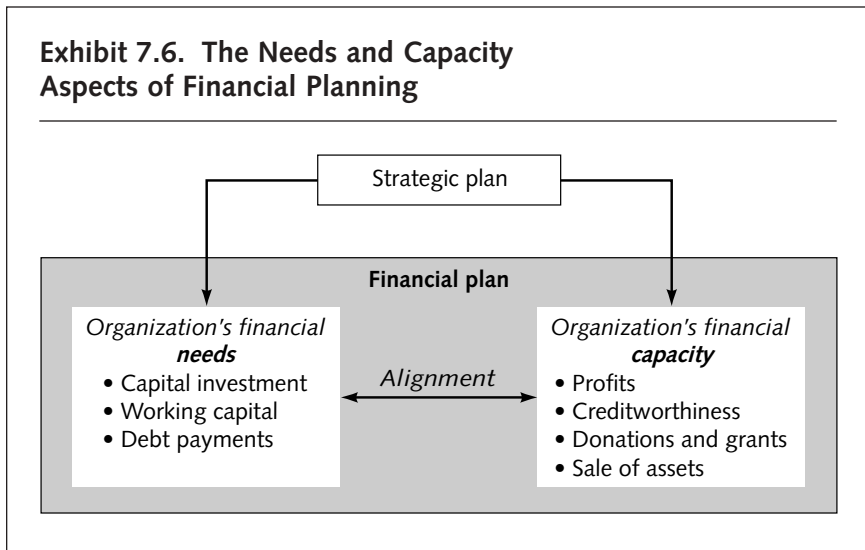 Exhibit 7.6. The Needs and Capacity
Aspects of Financial Planning
Strategic plan
Financial plan
Organization's financial
needs
• Capital investment
• Working capital
• Debt payments
Alignment
Organization's financial
capacity
• Profits
• Creditworthiness
• Donations and grants
• Sale of assets